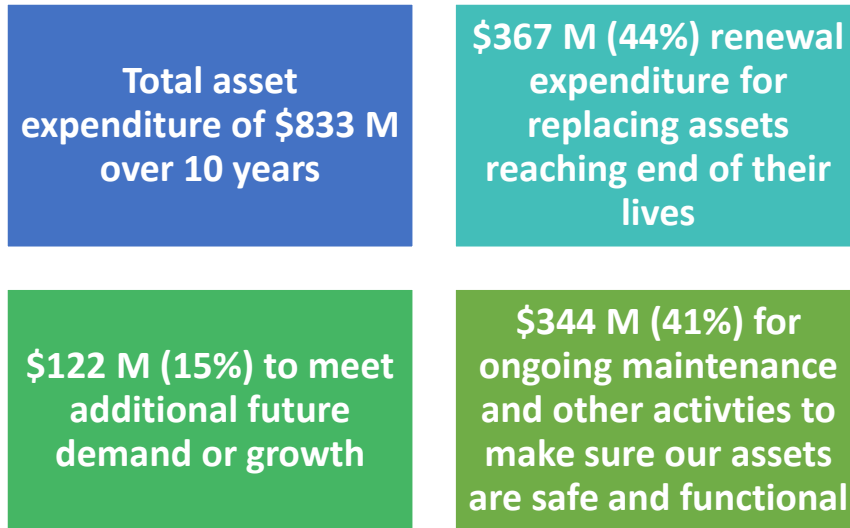 Total asset
expenditure of $833 M
over 10 years
$367 M (44%) renewal
expenditure for
replacing assets
reaching end of their
lives
$122 M (15%) to meet
additional future
demand or growth
$344 M (41%) for
ongoing maintenance
and other activties to
make sure our assets
are safe and functional